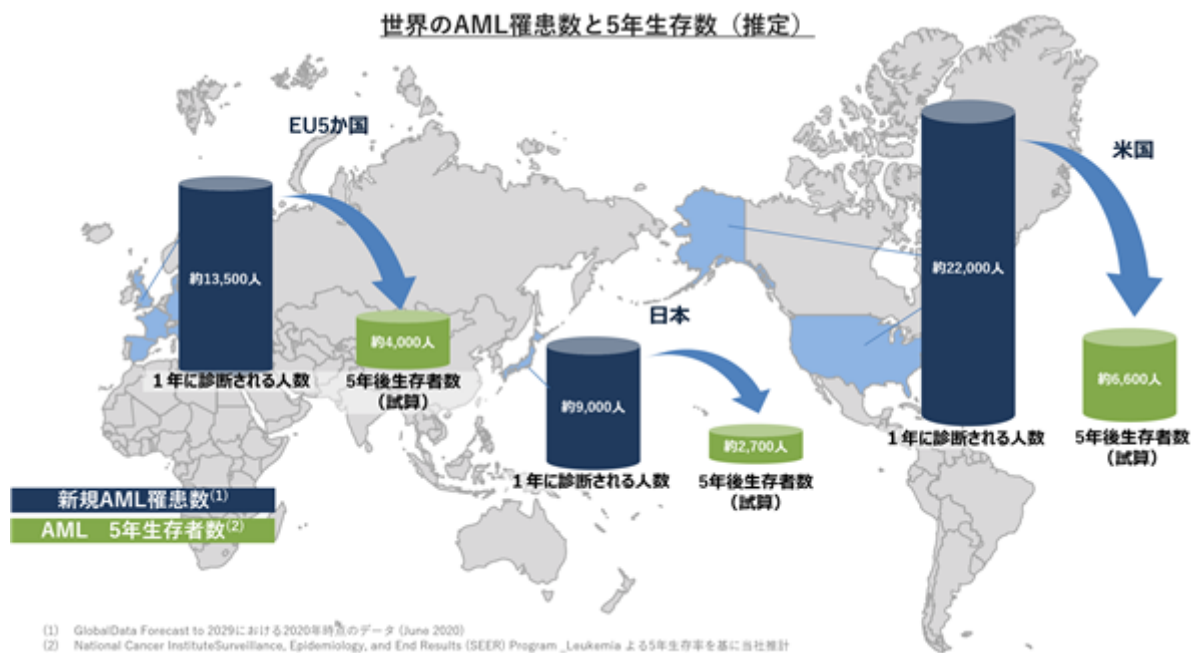 世界のAML罹患数と5年生存数（推定）
EU5か国
約13,500人
1年に診断される人数
約4,000人
5年後生存者数
（試算）
日本
約9,000人
1年に診断される人数
約2,700人
5年後生存者数
（試算）
米国
約22,000人
1年に診断される人数
約6,600人
5年後生存者数
（試算）
新規AML罹患数(1)
AML 5年生存者数(2)
(1) GlobalData Forecast to 2029における2020年時点のデータ (June 2020)
(2) National Cancer InstituteSurveillance, Epidemiology, and End Results (SEER) Program _Leukemia よる5年生存率を基に当社推計